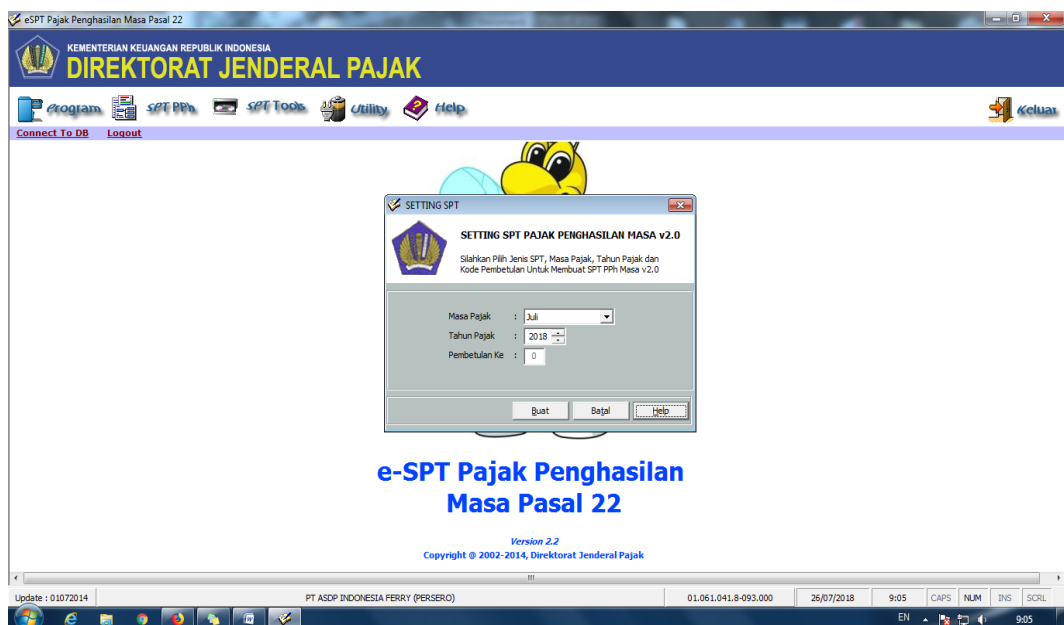 eSPT Pajak Penghasilan Masa Pasal 22
KEMENTERIAN KEUANGAN REPUBLIK INDONESIA
DIREKTORAT JENDERAL PAJAK
Program SPT PPh SPT Tools Utility Help Keluar
Connect To DB Logout
SETTING SPT
SETTING SPT PAJAK PENGHASILAN MASA v2.0
Silahkan Pilih Jenis SPT, Masa Pajak, Tahun Pajak dan
Kode Pembetulan Untuk Membuat SPT PPh Masa v2.0
Masa Pajak : Juli
Tahun Pajak : 2018
Pembetulan Ke : 0
Buat Batal Help
e-SPT Pajak Penghasilan
Masa Pasal 22
Version 2.2
Copyright @ 2002-2014, Direktorat Jenderal Pajak
Update : 01072014 PT ASDP INDONESIA FERRY (PERSERO) 01.061.041.8-093.000 26/07/2018 9:05 CAPS NUM INS SCRL
EN 9:05